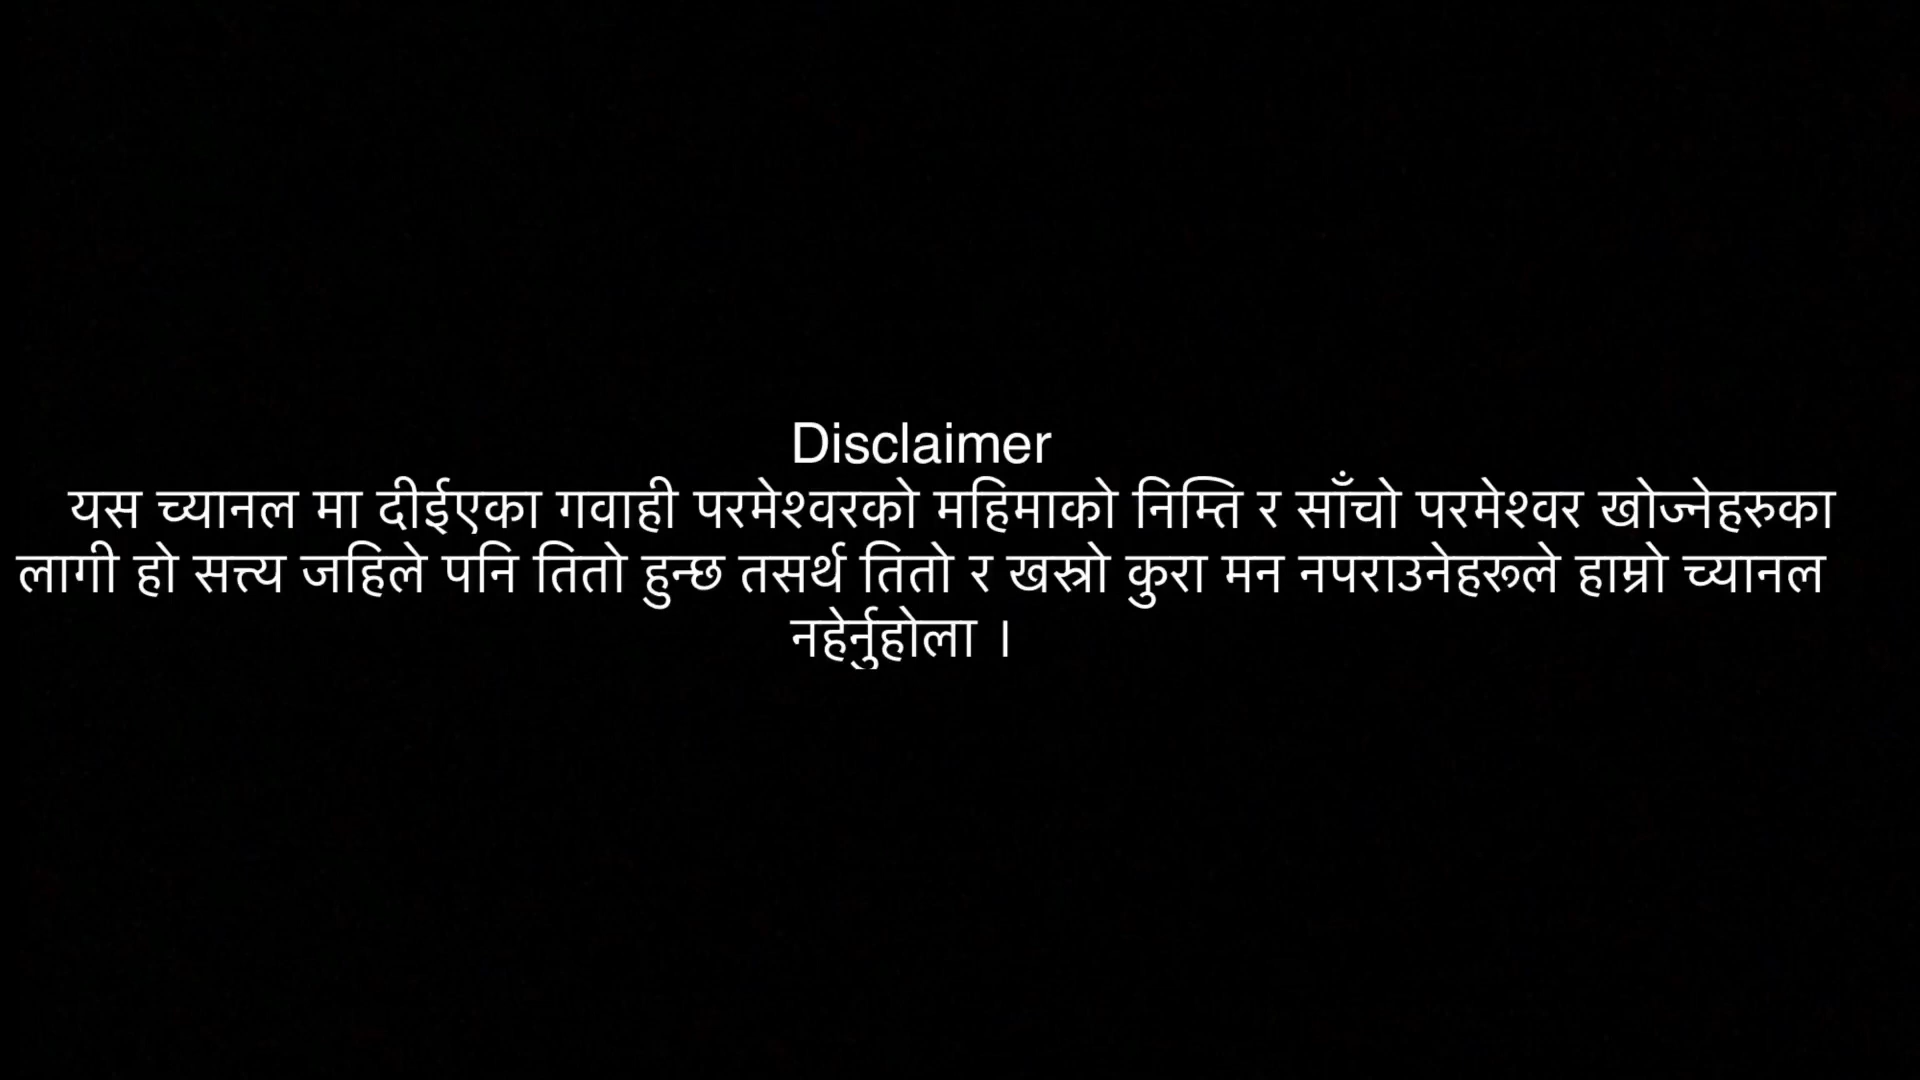 Disclaimer
यस च्यानल मा दीईएका गवाही परमेश्वरको महिमाको निम्ति र साँचो परमेश्वर खोज्नेहरुका
लागी हो सत्त्य जहिले पनि तितो हुन्छ तसर्थ तितो र खस्रो कुरा मन नपराउनेहरूले हाम्रो च्यानल
नहेर्नुहोला ।